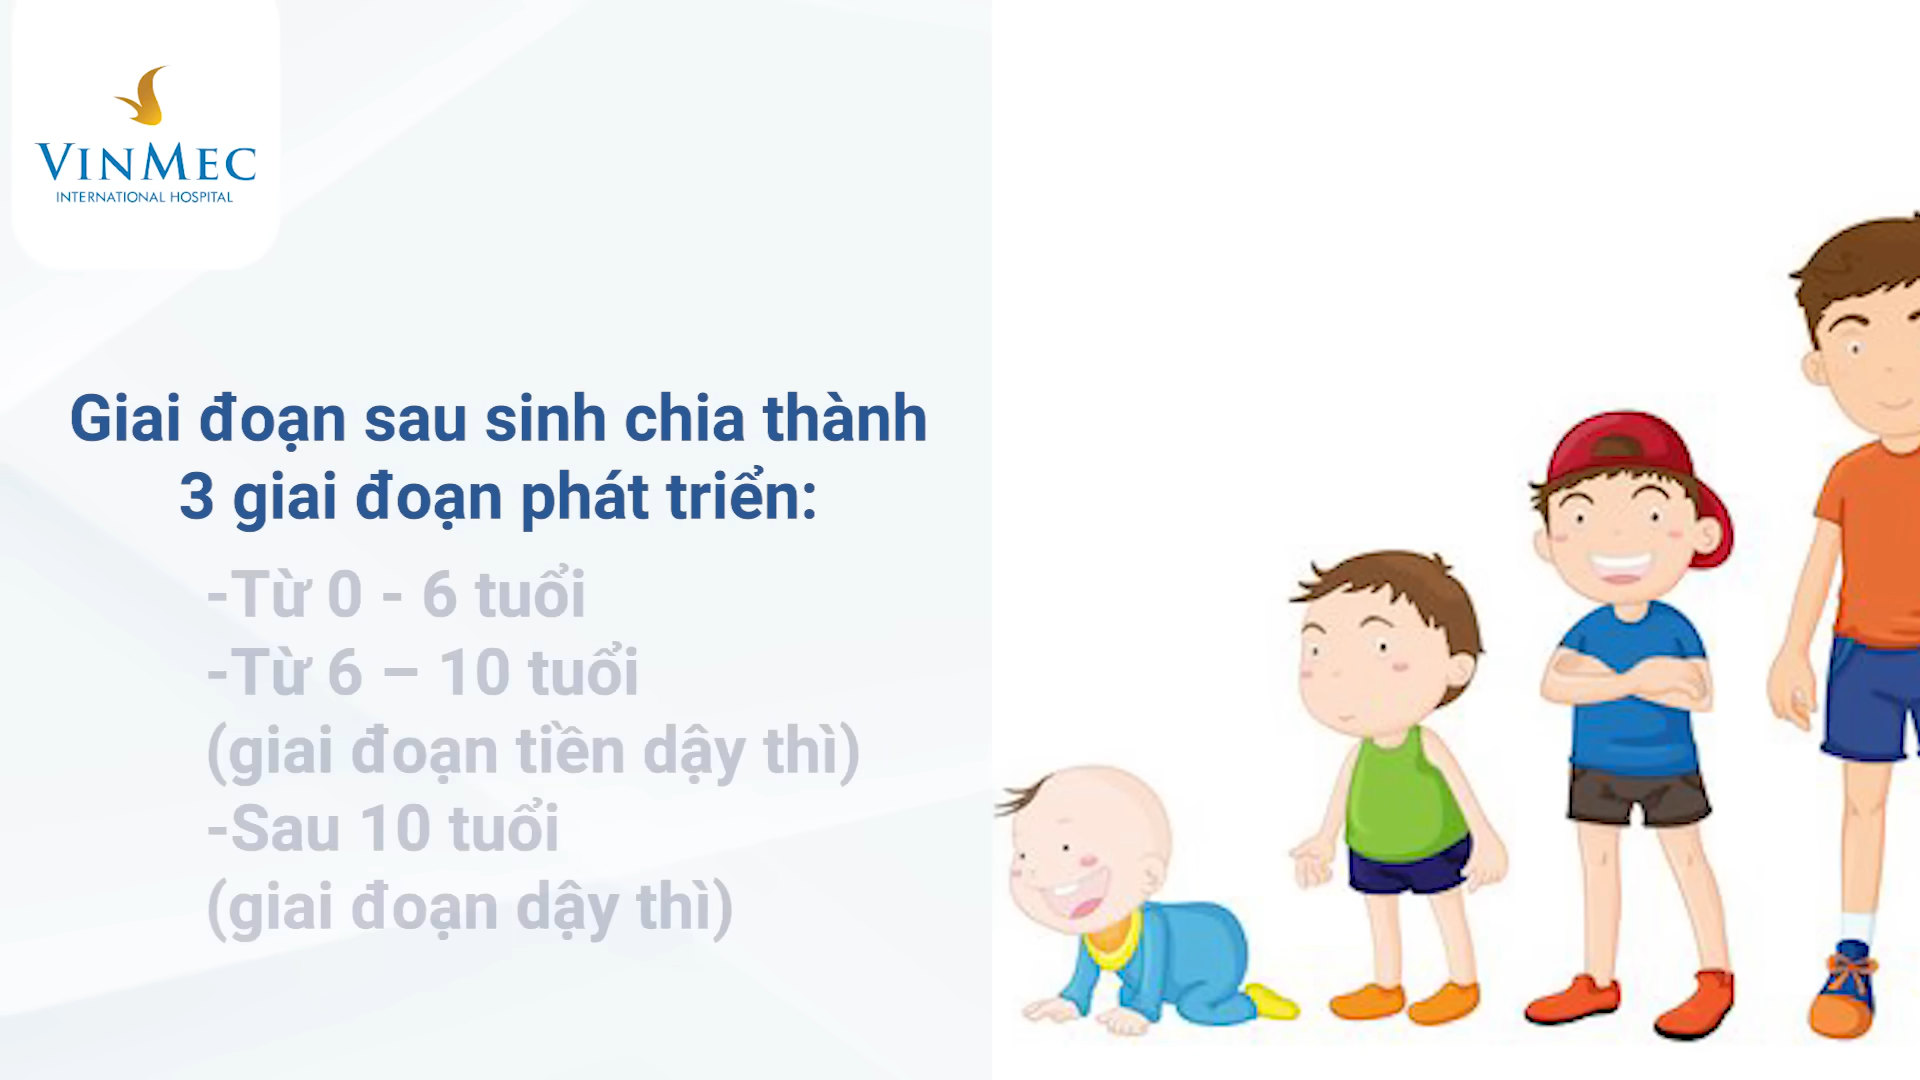 VINMEC
INTERNATIONAL HOSPITAL
Giai đoạn sau sinh chia thành
3 giai đoạn phát triển:
-Từ 0 - 6 tuổi
-Từ 6 – 10 tuổi
(giai đoạn tiền dậy thì)
-Sau 10 tuổi
(giai đoạn dậy thì)